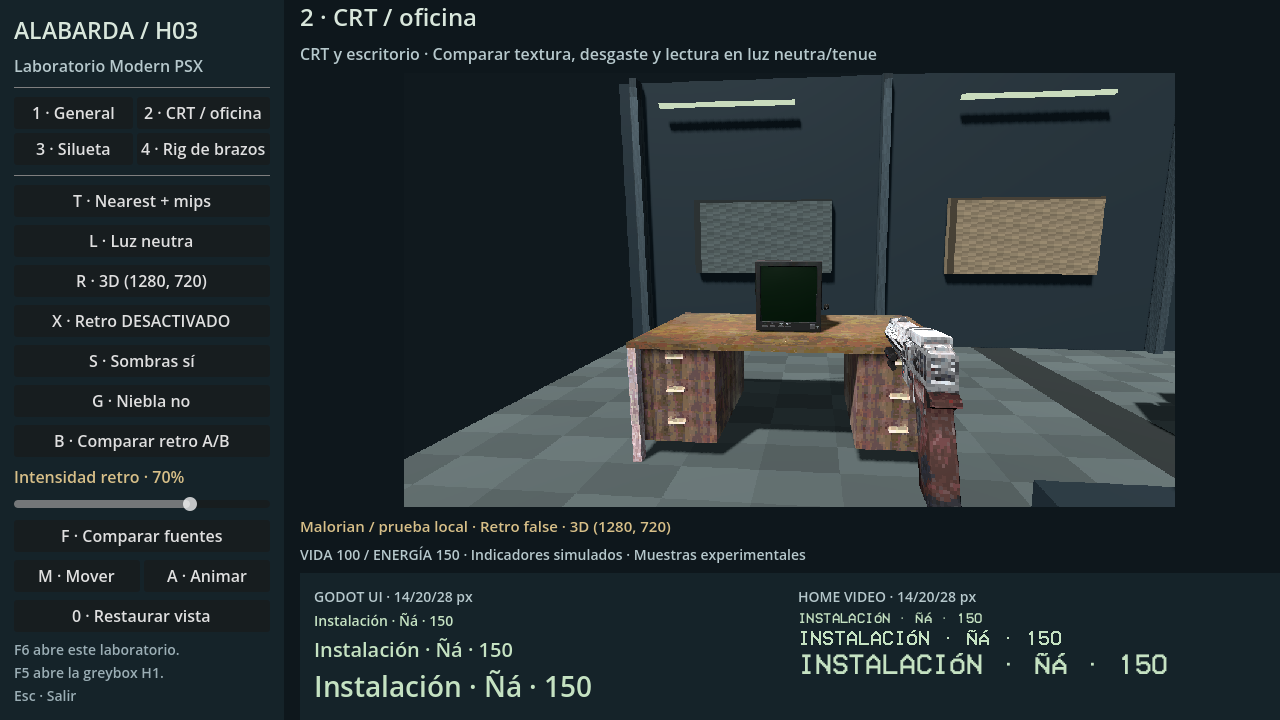 ALABARDA / H03
Laboratorio Modern PSX
1 · General
2 · CRT / oficina
3 · Silueta
4 · Rig de brazos
T · Nearest + mips
L · Luz neutra
R · 3D (1280, 720)
X · Retro DESACTIVADO
S · Sombras sí
G · Niebla no
B · Comparar retro A/B
Intensidad retro · 70%
F · Comparar fuentes
M · Mover
A · Animar
0 · Restaurar vista
F6 abre este laboratorio.
F5 abre la greybox H1.
Esc · Salir
2 · CRT / oficina
CRT y escritorio · Comparar textura, desgaste y lectura en luz neutra/tenue
Malorian / prueba local · Retro false · 3D (1280, 720)
VIDA 100 / ENERGÍA 150 · Indicadores simulados · Muestras experimentales
GODOT UI · 14/20/28 px
Instalación · Ñá · 150
Instalación · Ñá · 150
Instalación · Ñá · 150
HOME VIDEO · 14/20/28 px
INSTALACIóN · Ñá · 150
INSTALACIóN · Ñá · 150
INSTALACIóN · Ñá · 150